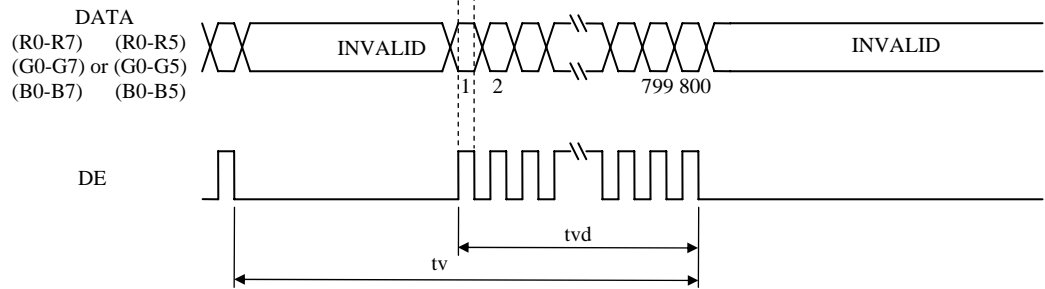 DATA
(R0-R7) (R0-R5)
(G0-G7) or (G0-G5)
(B0-B7) (B0-B5)
INVALID
INVALID
1 2 799 800
DE
tvd
tv